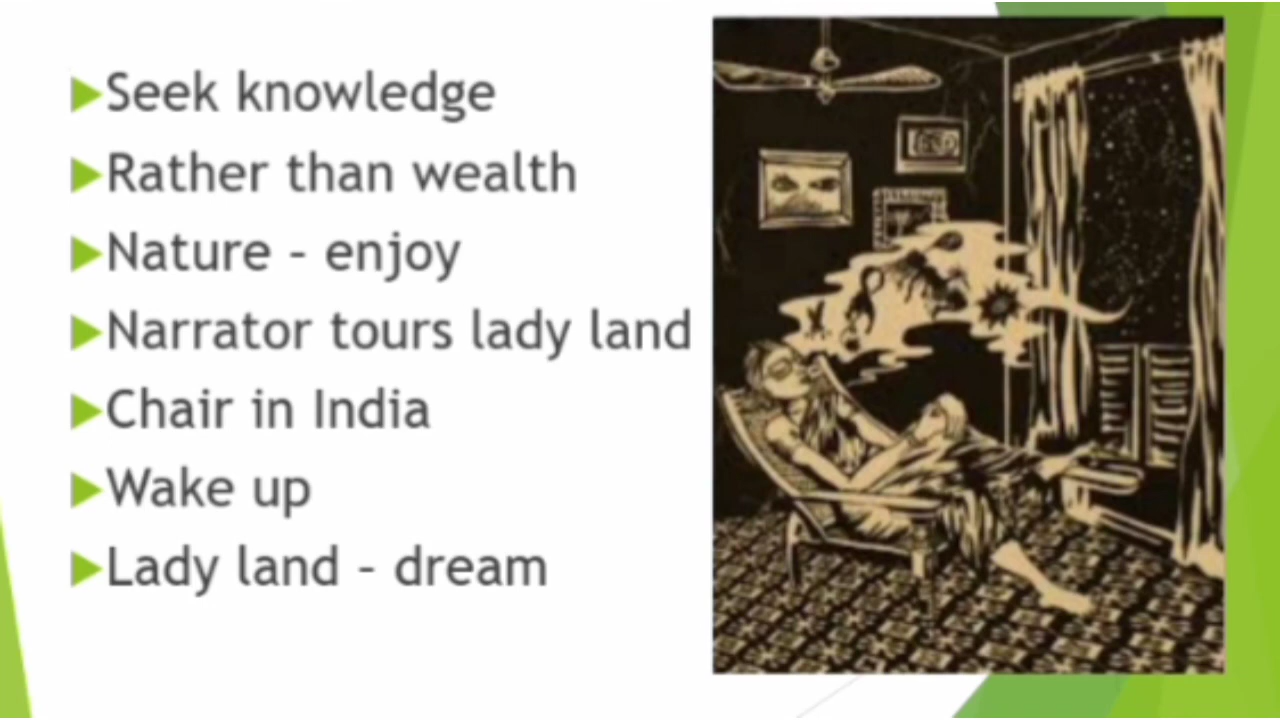 Seek knowledge
Rather than wealth
Nature – enjoy
Narrator tours lady land
Chair in India
Wake up
Lady land – dream